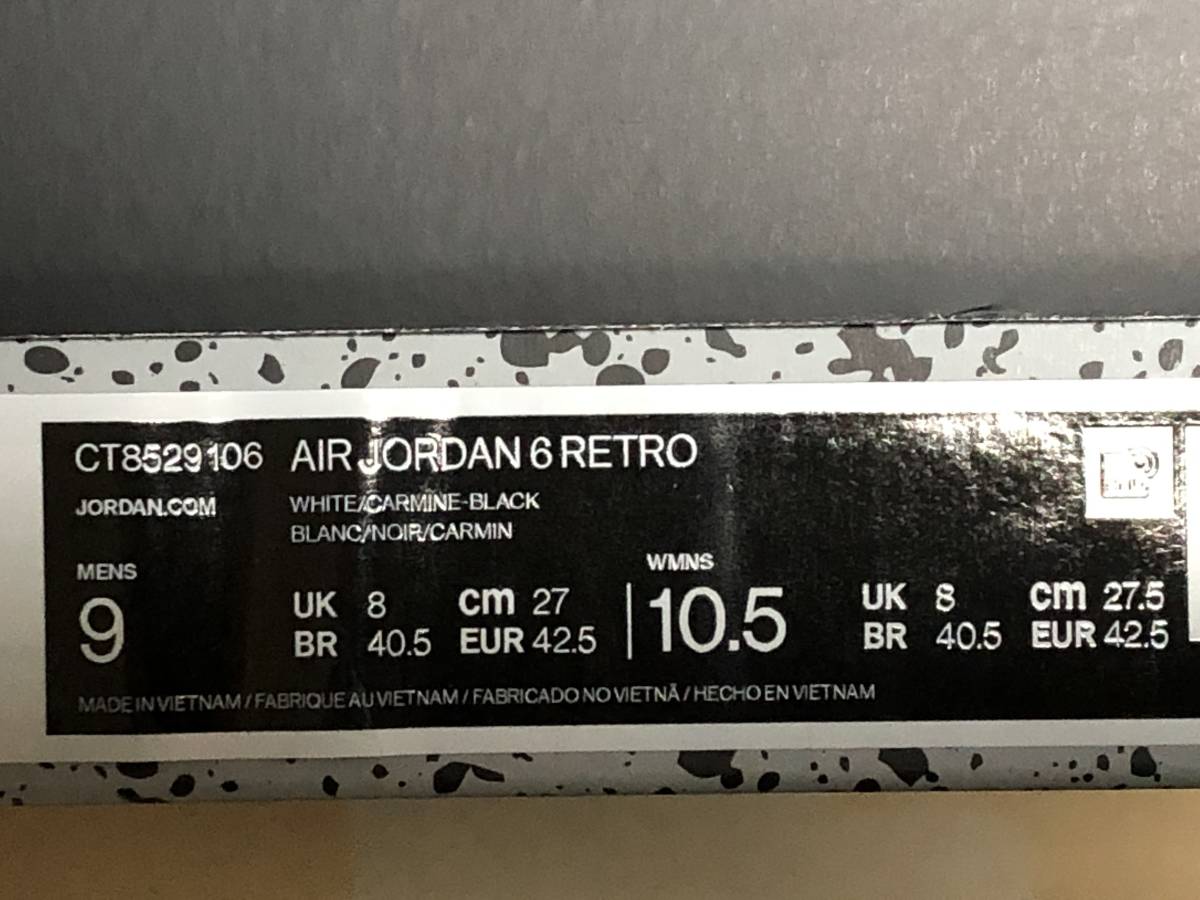 CT8529 106 AIR JORDAN 6 RETRO
JORDAN.COM WHITE/CARMINE-BLACK
BLANC/NOIR/CARMIN
MENS WMNS
9 UK 8 cm 27 10.5 UK 8 cm 27.5
BR 40.5 EUR 42.5 BR 40.5 EUR 42.5
MADE IN VIETNAM / FABRIQUE AU VIETNAM / FABRICADO NO VIETNÃ / HECHO EN VIETNAM